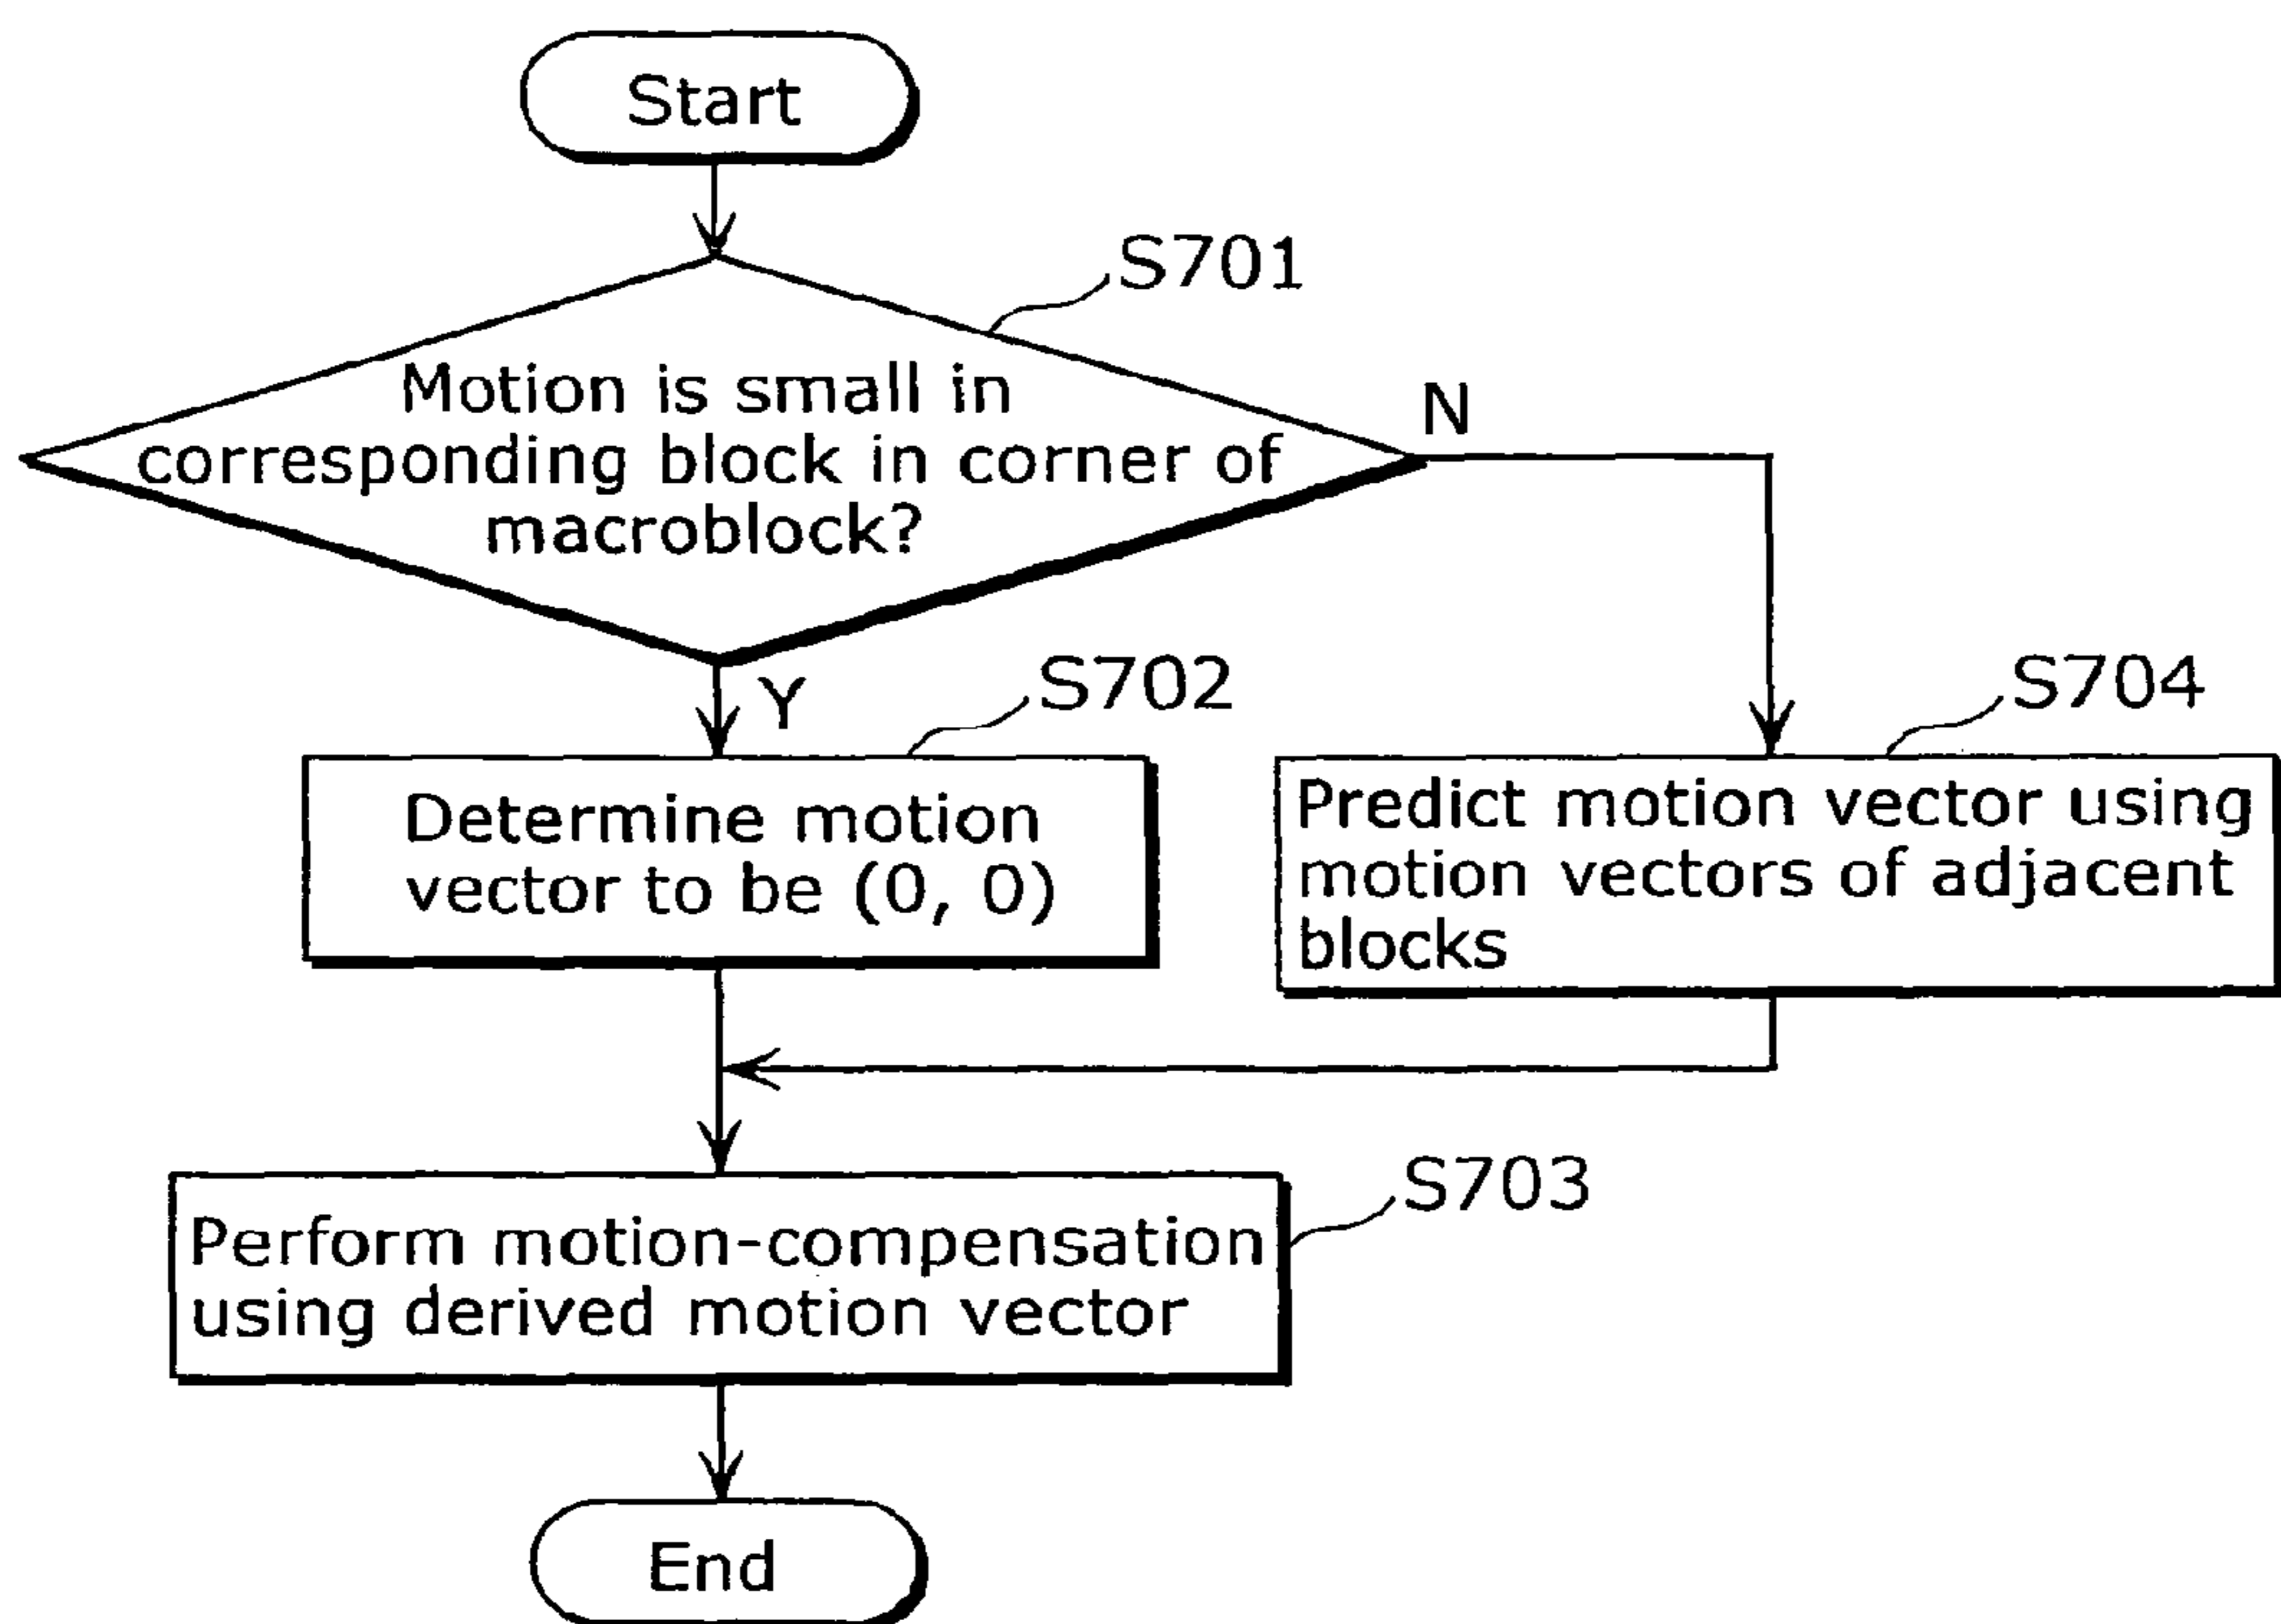 Start
S701
Motion is small in
corresponding block in corner of
macroblock?
N
Y
S702
S704
Determine motion
vector to be (0, 0)
Predict motion vector using
motion vectors of adjacent
blocks
S703
Perform motion-compensation
using derived motion vector
End